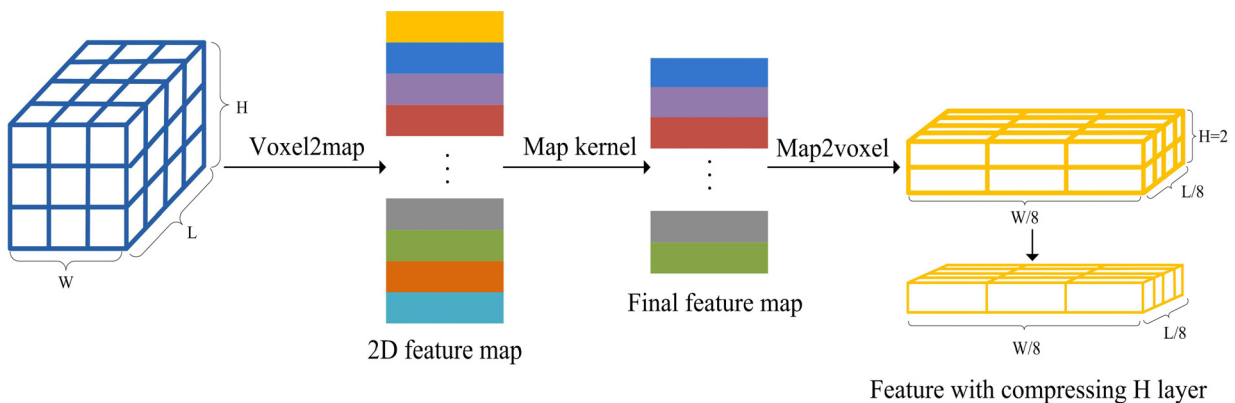 H
L
W
Voxel2map
⋮
⋮
2D feature map
Map kernel
⋮
Final feature map
Map2voxel
H=2
L/8
W/8
L/8
W/8
Feature with compressing H layer